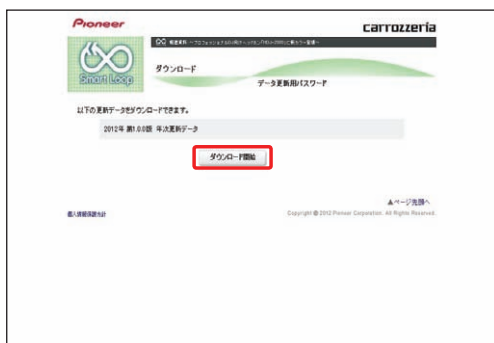 Pioneer
carrozzeria
Smart Loop
ダウンロード
データ更新用パスワード
以下の更新データをダウンロードできます。
2012年 第1.0.0版 年次更新データ
ダウンロード開始
▲ページ先頭へ
個人情報保護方針
Copyright © 2012 Pioneer Corporation. All Rights Reserved.